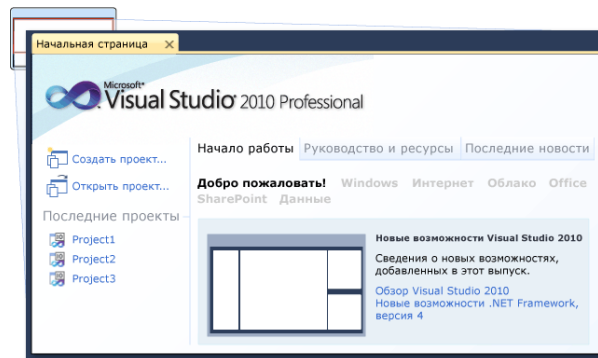 Начальная страница
Microsoft®
Visual Studio® 2010 Professional
Создать проект...
Открыть проект...
Последние проекты
Project1
Project2
Project3
Начало работы Руководство и ресурсы Последние новости
Добро пожаловать! Windows Интернет Облако Office
SharePoint Данные
Новые возможности Visual Studio 2010
Сведения о новых возможностях,
добавленных в этот выпуск.
Обзор Visual Studio 2010
Новые возможности .NET Framework,
версия 4